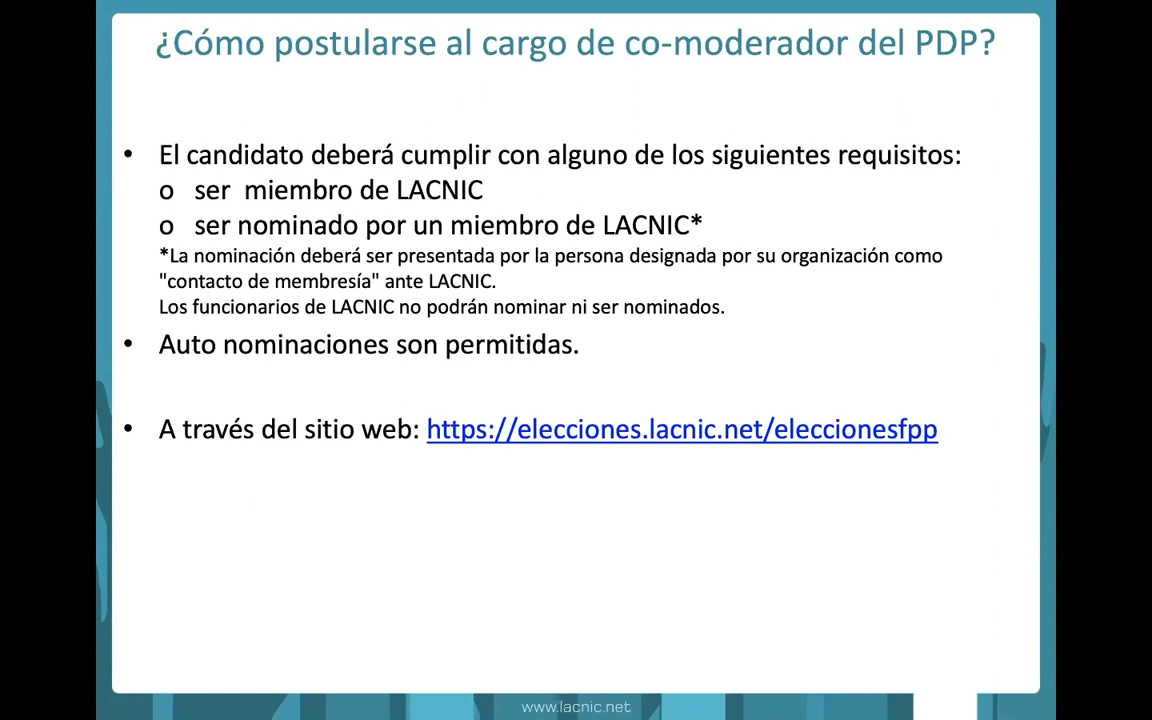 ¿Cómo postularse al cargo de co-moderador del PDP?
• El candidato deberá cumplir con alguno de los siguientes requisitos:
o ser miembro de LACNIC
o ser nominado por un miembro de LACNIC*
*La nominación deberá ser presentada por la persona designada por su organización como
"contacto de membresía" ante LACNIC.
Los funcionarios de LACNIC no podrán nominar ni ser nominados.
• Auto nominaciones son permitidas.
• A través del sitio web: https://elecciones.lacnic.net/eleccionesfpp
www.lacnic.net